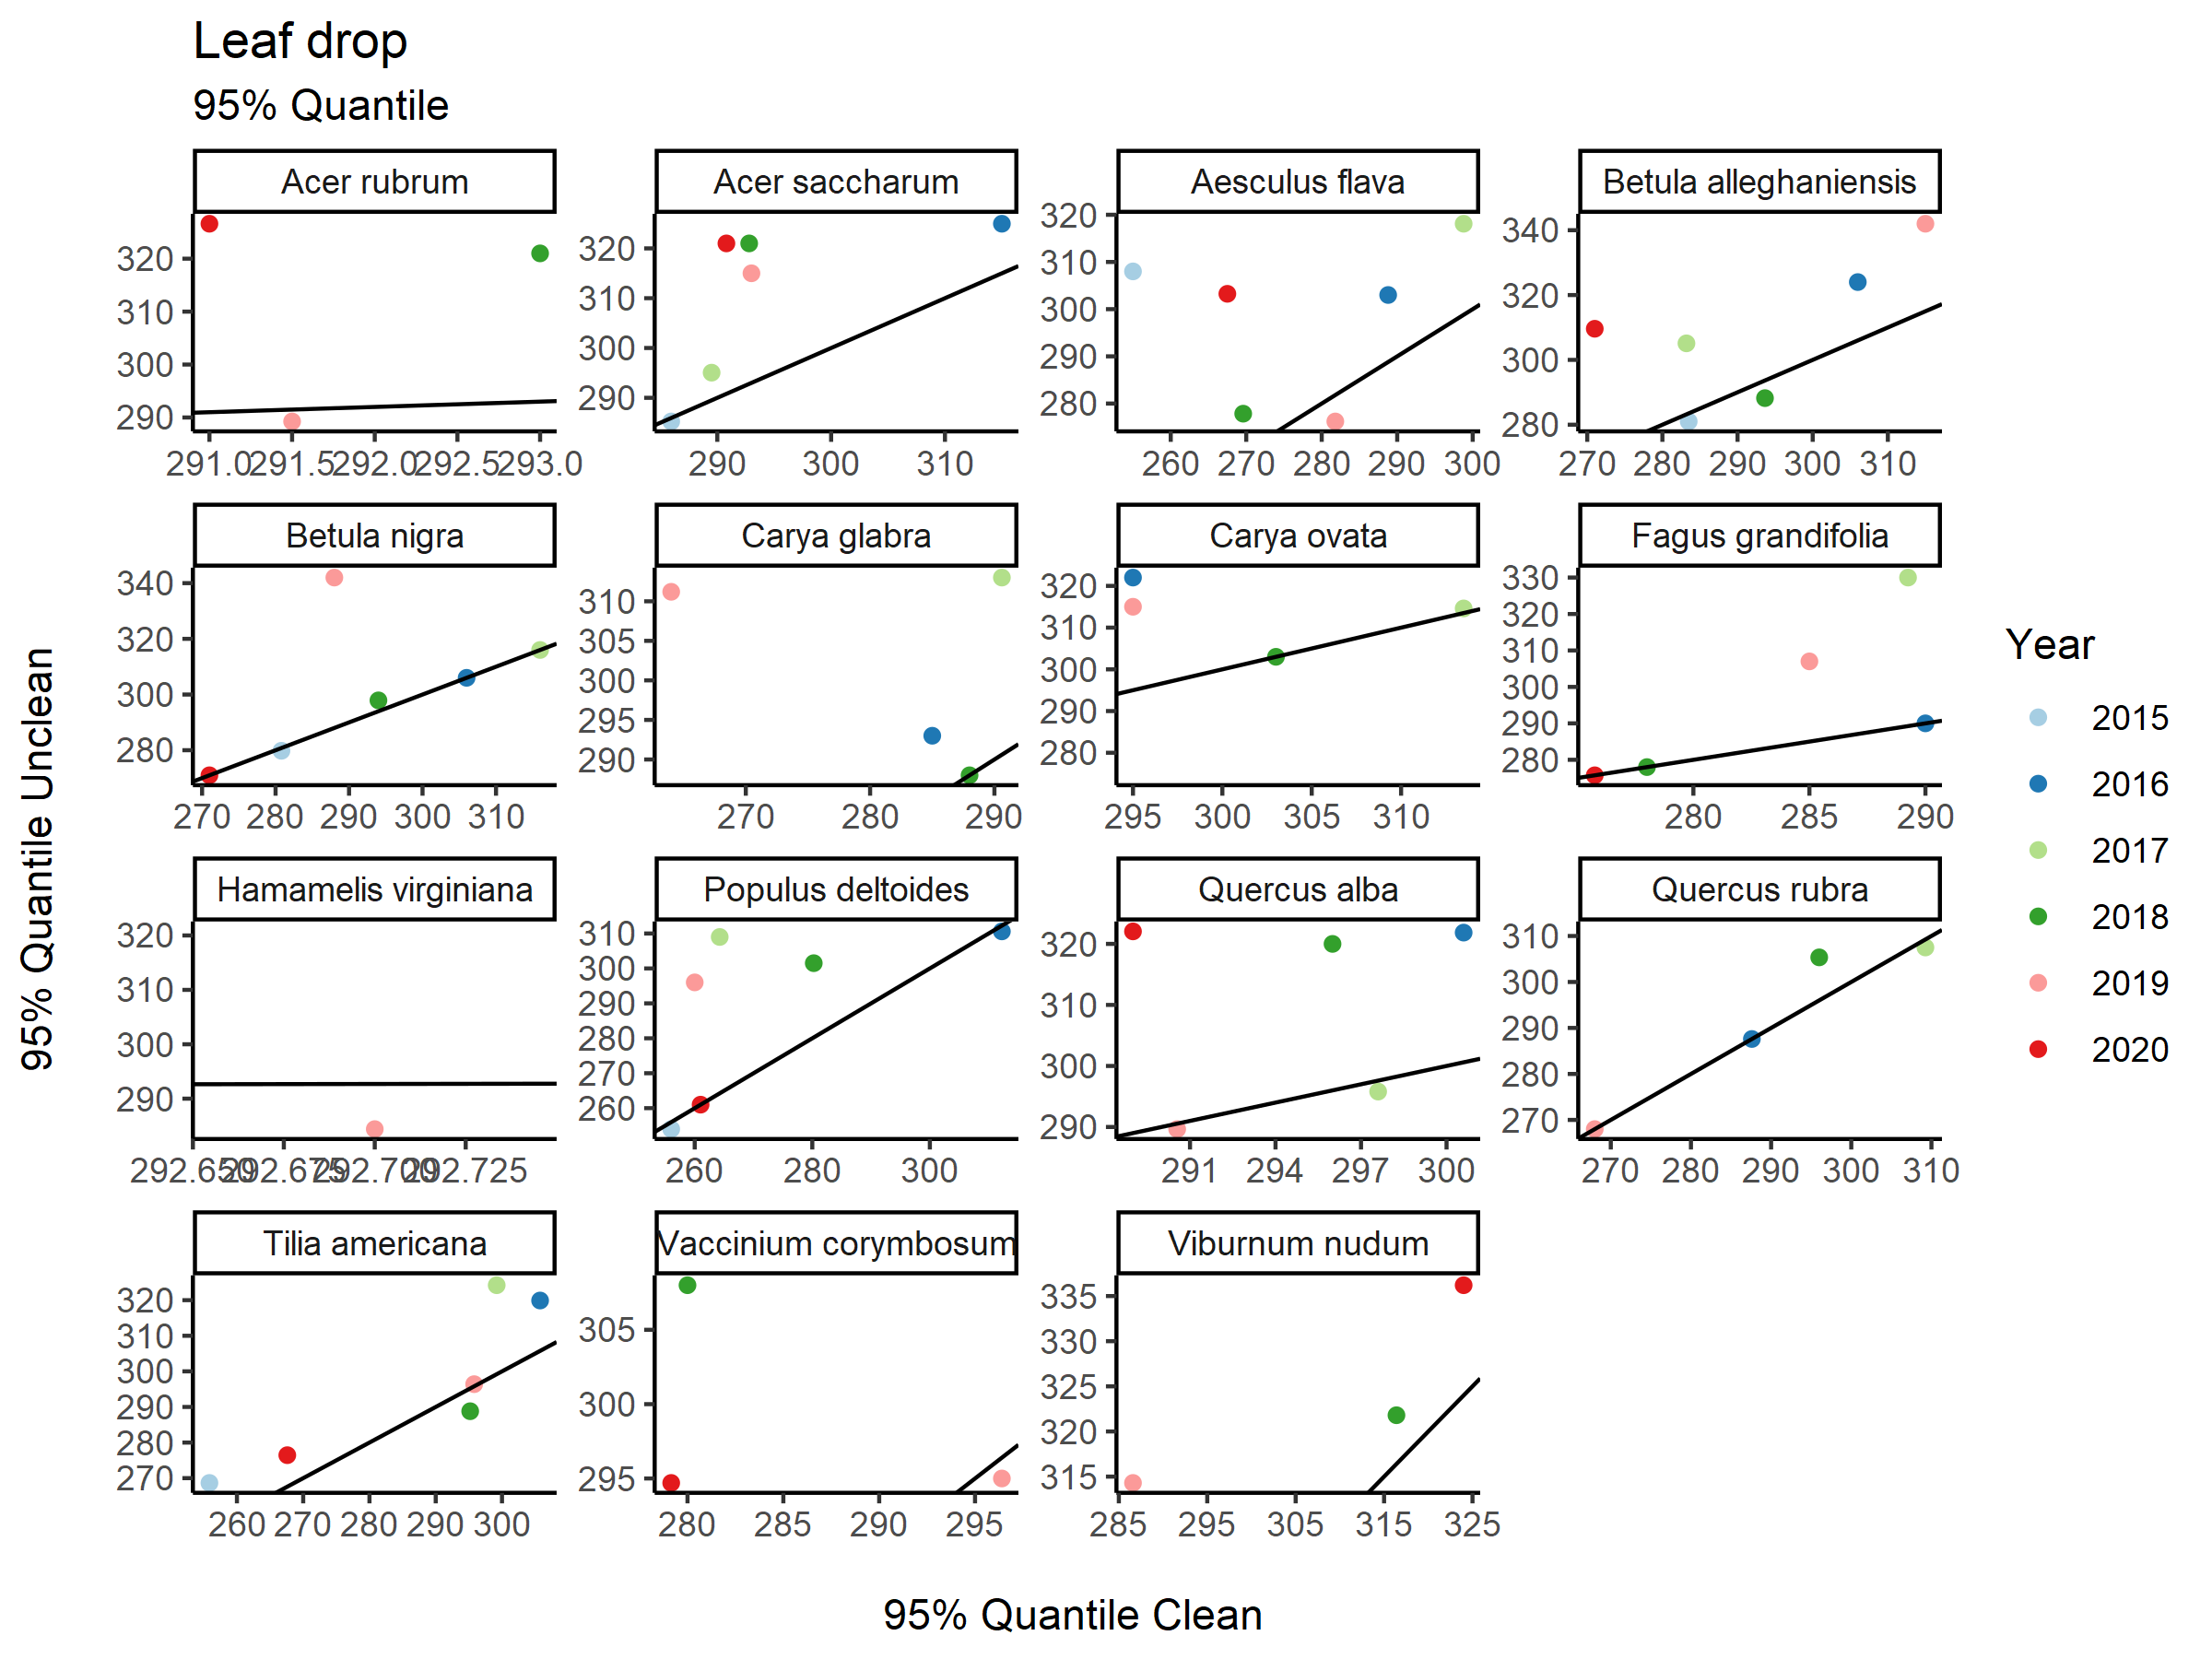 Leaf drop
95% Quantile
Acer rubrum
Acer saccharum
Aesculus flava
Betula alleghaniensis
320
310
300
290
291.0 291.5 292.0 292.5 293.0
320
310
300
290
290 300 310
320
310
300
290
280
260 270 280 290 300
340
320
300
280
270 280 290 300 310
Betula nigra
Carya glabra
Carya ovata
Fagus grandifolia
340
320
300
280
270 280 290 300 310
310
305
300
295
290
270 280 290
320
310
300
290
280
295 300 305 310
330
320
310
300
290
280
280 285 290
Hamamelis virginiana
Populus deltoides
Quercus alba
Quercus rubra
320
310
300
290
292.650 292.675 292.700 292.725
310
300
290
280
270
260
260 280 300
320
310
300
290
291 294 297 300
310
300
290
280
270
270 280 290 300 310
Tilia americana
Vaccinium corymbosum
Viburnum nudum
320
310
300
290
280
270
260 270 280 290 300
305
300
295
280 285 290 295
335
330
325
320
315
285 295 305 315 325
95% Quantile Unclean
95% Quantile Clean
Year
2015
2016
2017
2018
2019
2020